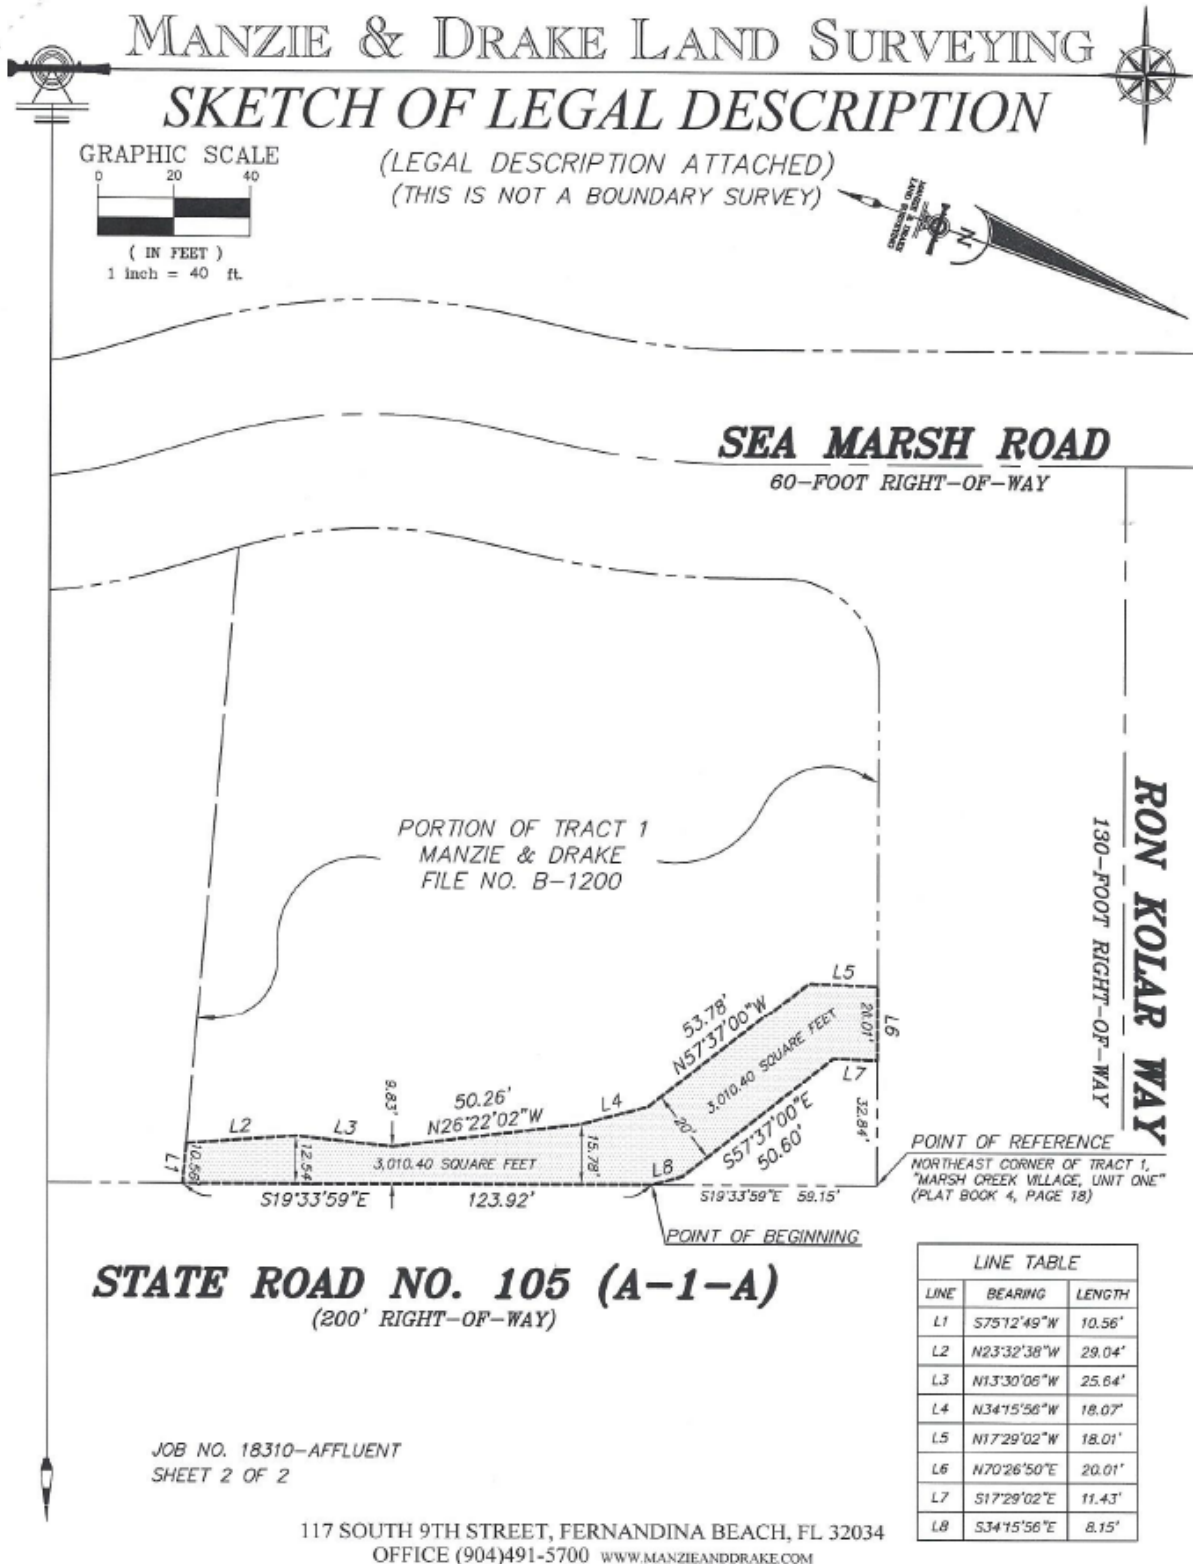 MANZIE & DRAKE LAND SURVEYING
SKETCH OF LEGAL DESCRIPTION
GRAPHIC SCALE
0 20 40
( IN FEET )
1 inch = 40 ft.
(LEGAL DESCRIPTION ATTACHED)
(THIS IS NOT A BOUNDARY SURVEY)
MANZIE & DRAKE
LAND SURVEYING
N
SEA MARSH ROAD
60-FOOT RIGHT-OF-WAY
RON KOLAR WAY
130-FOOT RIGHT-OF-WAY
PORTION OF TRACT 1
MANZIE & DRAKE
FILE NO. B-1200
L5
20.01'
L6
53.78'
N57°37'00"W
3,010.40 SQUARE FEET
L7
32.84'
L4
20'
S57°37'00"E
50.60'
50.26'
N26°22'02"W
9.83'
L2
L3
L1
10.56'
12.54'
3,010.40 SQUARE FEET
15.78'
L8
S19°33'59"E 123.92'
S19°33'59"E 59.15'
POINT OF REFERENCE
NORTHEAST CORNER OF TRACT 1,
"MARSH CREEK VILLAGE, UNIT ONE"
(PLAT BOOK 4, PAGE 18)
POINT OF BEGINNING
STATE ROAD NO. 105 (A-1-A)
(200' RIGHT-OF-WAY)
LINE TABLE
LINE BEARING LENGTH
L1 S75°12'49"W 10.56'
L2 N23°32'38"W 29.04'
L3 N13°30'06"W 25.64'
L4 N34°15'56"W 18.07'
L5 N17°29'02"W 18.01'
L6 N70°26'50"E 20.01'
L7 S17°29'02"E 11.43'
L8 S34°15'56"E 8.15'
JOB NO. 18310-AFFLUENT
SHEET 2 OF 2
117 SOUTH 9TH STREET, FERNANDINA BEACH, FL 32034
OFFICE (904)491-5700 WWW.MANZIEANDDRAKE.COM